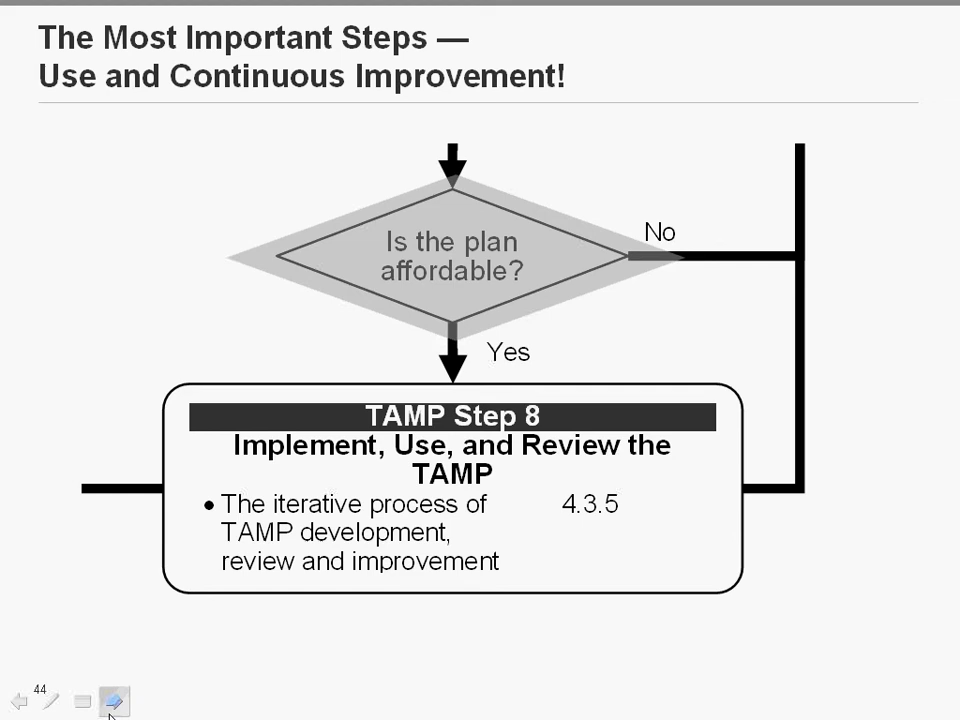 The Most Important Steps —
Use and Continuous Improvement!
Is the plan
affordable?
No
Yes
TAMP Step 8
Implement, Use, and Review the
TAMP
• The iterative process of 4.3.5
TAMP development,
review and improvement
44